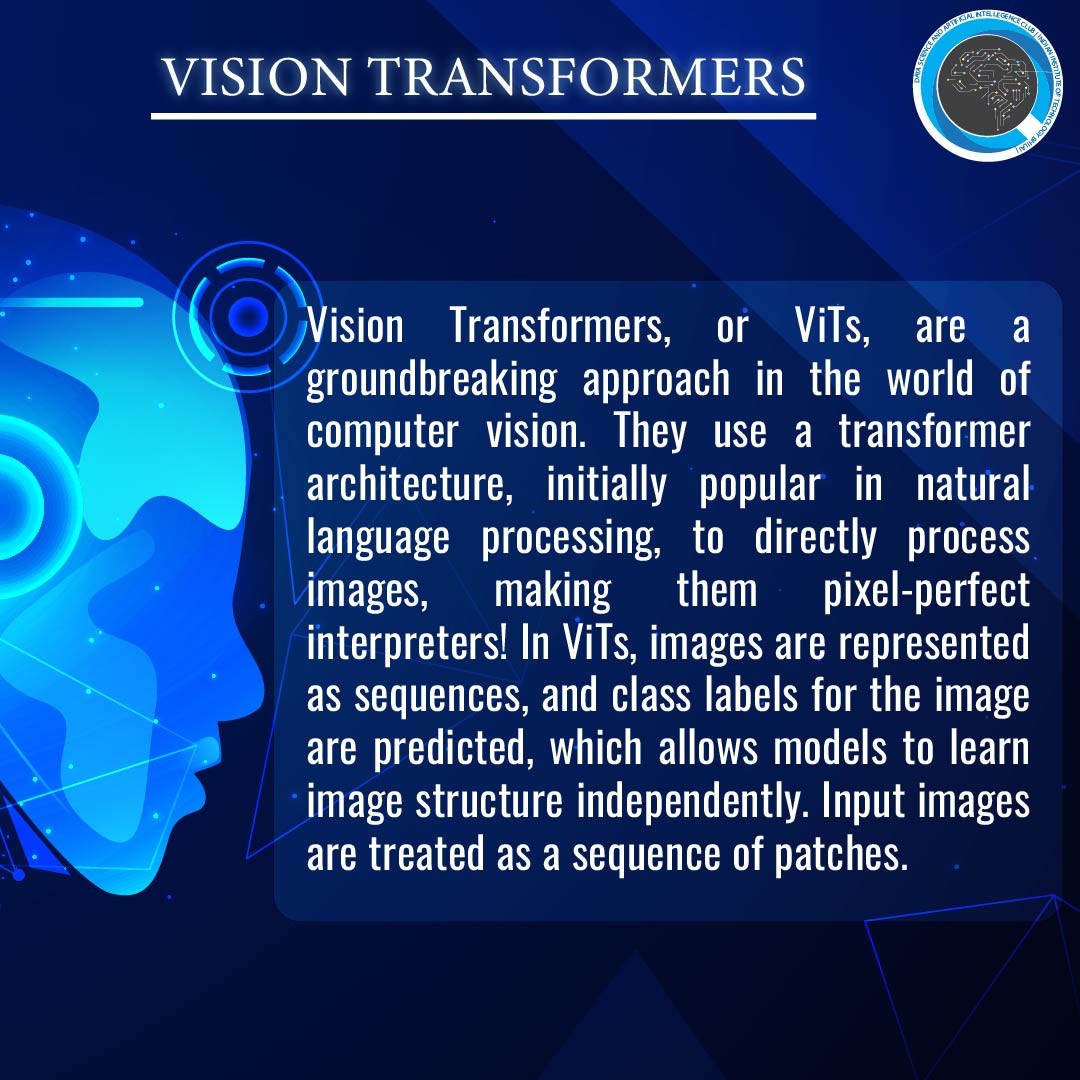 VISION TRANSFORMERS
DATA SCIENCE AND ARTIFICIAL INTELLEGENCE CLUB | INDIAN INSTITUTE OF TECHNOLOGY BHILAI |
Vision Transformers, or ViTs, are a
groundbreaking approach in the world of
computer vision. They use a transformer
architecture, initially popular in natural
language processing, to directly process
images, making them pixel-perfect
interpreters! In ViTs, images are represented
as sequences, and class labels for the image
are predicted, which allows models to learn
image structure independently. Input images
are treated as a sequence of patches.